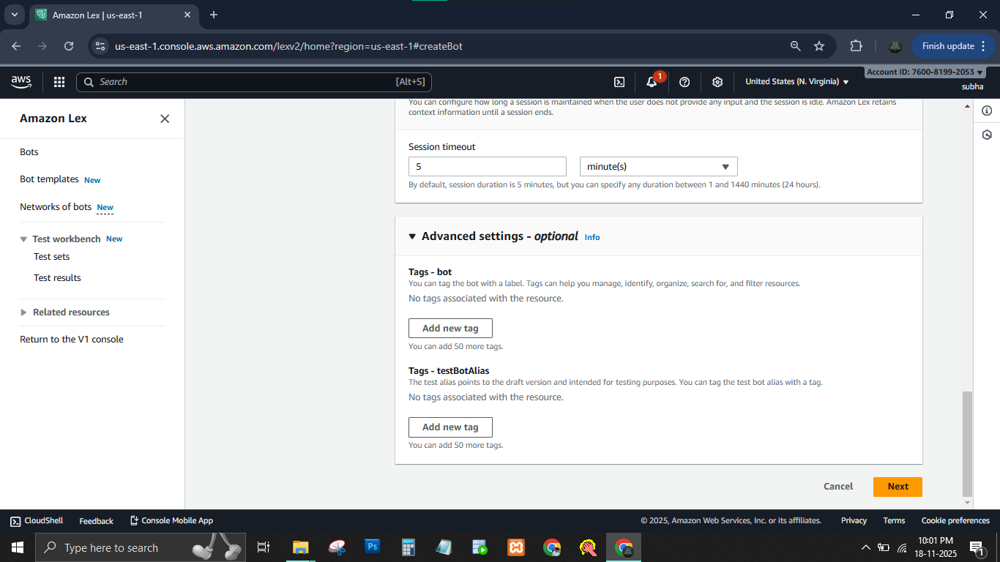 Amazon Lex | us-east-1
us-east-1.console.aws.amazon.com/lexv2/home?region=us-east-1#createBot
Finish update
aws
Search
[Alt+S]
1
United States (N. Virginia)
Account ID: 7600-8199-2053
subha
Amazon Lex
Bots
Bot templates New
Networks of bots New
Test workbench New
Test sets
Test results
Related resources
Return to the V1 console
You can configure how long a session is maintained when the user does not provide any input and the session is idle. Amazon Lex retains
context information until a session ends.
Session timeout
5
minute(s)
By default, session duration is 5 minutes, but you can specify any duration between 1 and 1440 minutes (24 hours).
Advanced settings - optional Info
Tags - bot
You can tag the bot with a label. Tags can help you manage, identify, organize, search for, and filter resources.
No tags associated with the resource.
Add new tag
You can add 50 more tags.
Tags - testBotAlias
The test alias points to the draft version and intended for testing purposes. You can tag the test bot alias with a tag.
No tags associated with the resource.
Add new tag
You can add 50 more tags.
Cancel
Next
CloudShell
Feedback
Console Mobile App
© 2025, Amazon Web Services, Inc. or its affiliates.
Privacy
Terms
Cookie preferences
Type here to search
Ps
10:01 PM
18-11-2025
1